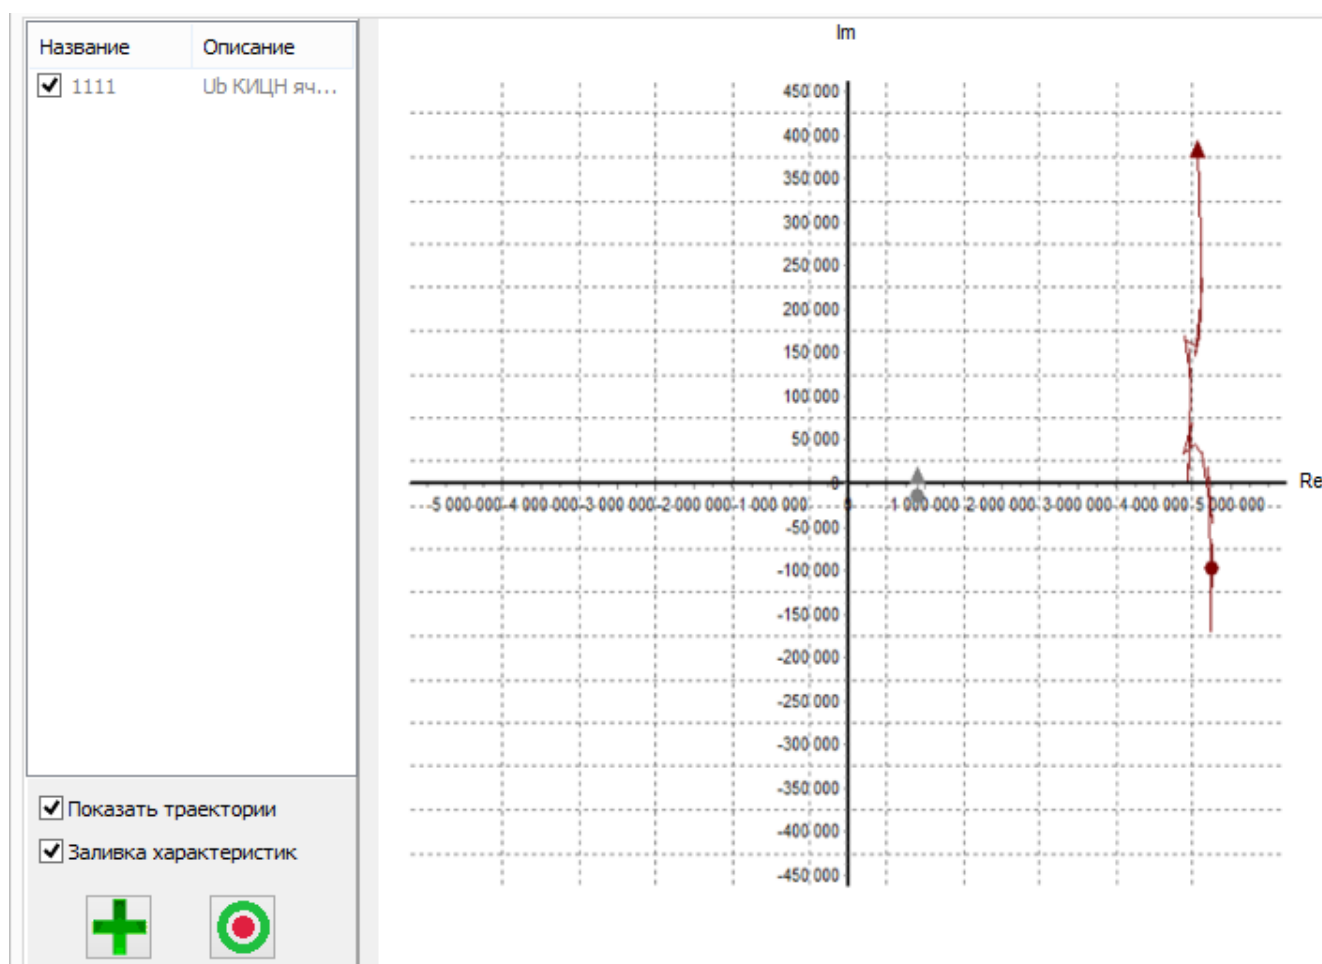 Название Описание
1111 Ub КИЦН яч...
Показать траектории
Заливка характеристик
Im
450 000
400 000
350 000
300 000
250 000
200 000
150 000
100 000
50 000
0
Re
-5 000 000 -4 000 000 -3 000 000 -2 000 000 -1 000 000 0 1 000 000 2 000 000 3 000 000 4 000 000 5 000 000
-50 000
-100 000
-150 000
-200 000
-250 000
-300 000
-350 000
-400 000
-450 000